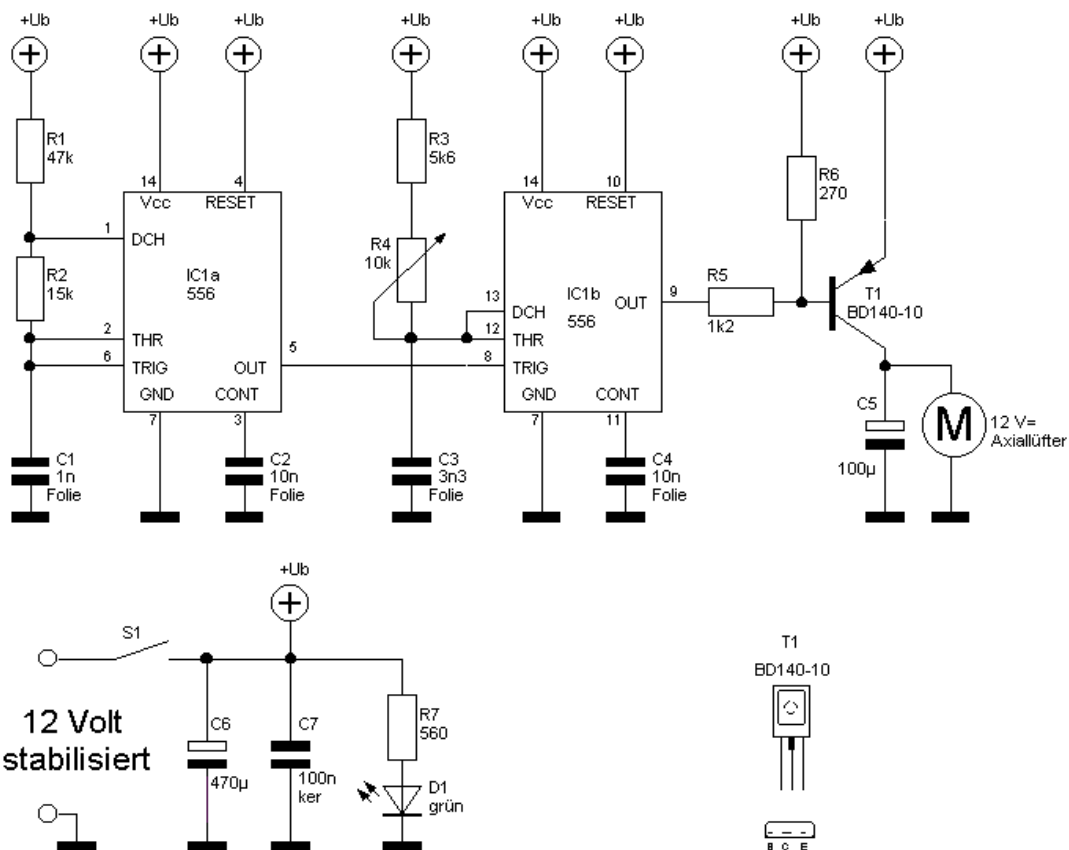 +Ub
+Ub
+Ub
+Ub
+Ub
+Ub
+Ub
+Ub
R1
47k
R2
15k
14
4
Vcc
RESET
1
DCH
IC1a
556
2
THR
6
TRIG
5
OUT
GND
CONT
7
3
C1
1n
Folie
C2
10n
Folie
R3
5k6
R4
10k
C3
3n3
Folie
14
10
Vcc
RESET
13
DCH
IC1b
556
OUT
9
12
THR
8
TRIG
GND
CONT
7
11
C4
10n
Folie
R5
1k2
R6
270
T1
BD140-10
C5
100µ
M
12 V=
Axiallüfter
+Ub
S1
12 Volt
stabilisiert
C6
470µ
C7
100n
ker
R7
560
D1
grün
T1
BD140-10
B C E